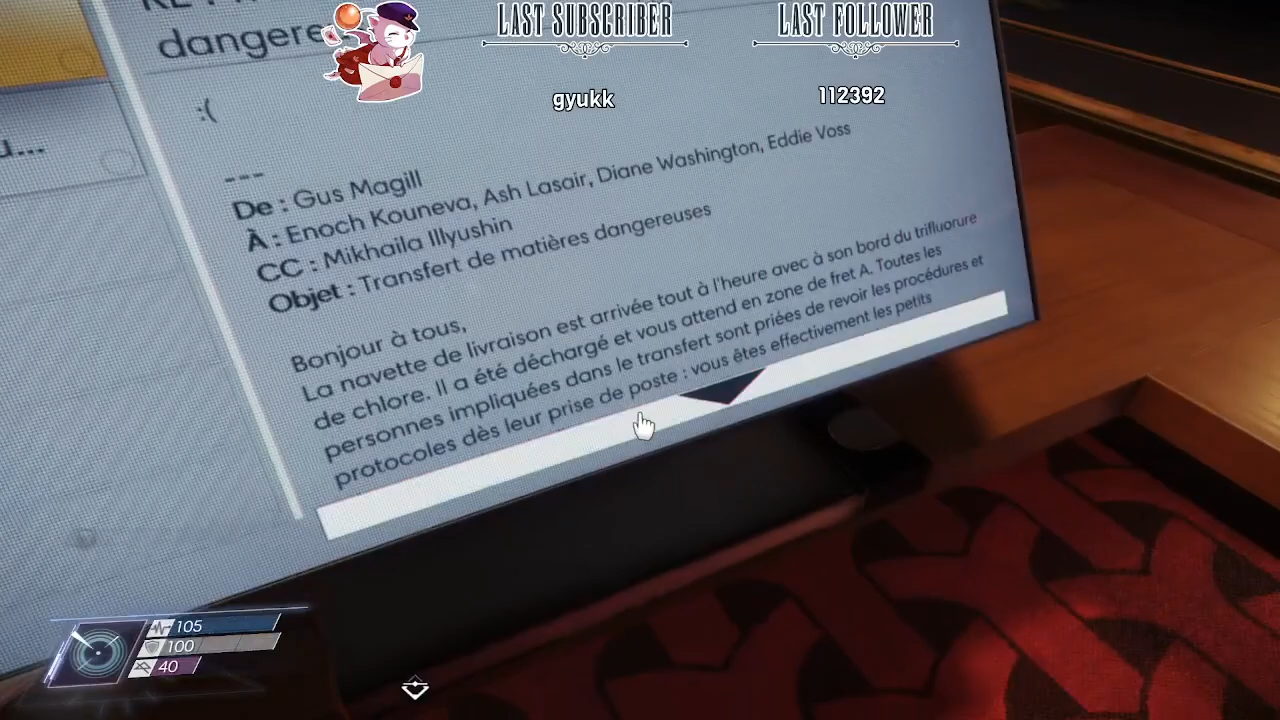 LAST SUBSCRIBER
LAST FOLLOWER
gyukk
112392
:(
---
De : Gus Magill
À : Enoch Kouneva, Ash Lasair, Diane Washington, Eddie Voss
CC : Mikhaila Illyushin
Objet : Transfert de matières dangereuses
Bonjour à tous,
La navette de livraison est arrivée tout à l'heure avec à son bord du trifluorure
de chlore. Il a été déchargé et vous attend en zone de fret A. Toutes les
personnes impliquées dans le transfert sont priées de revoir les procédures et
protocoles dès leur prise de poste : vous êtes effectivement les petits
105
100
40